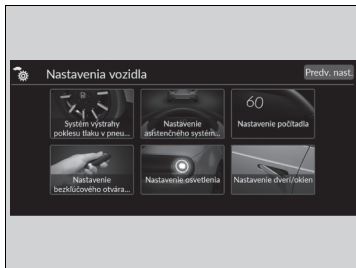 Nastavenia vozidla
Predv. nast.
Systém výstrahy
poklesu tlaku v pneu...
Nastavenie
asistenčného systém...
60
Nastavenie počítadla
Nastavenie
bezkľúčového otvára...
Nastavenie osvetlenia
Nastavenie dverí/okien